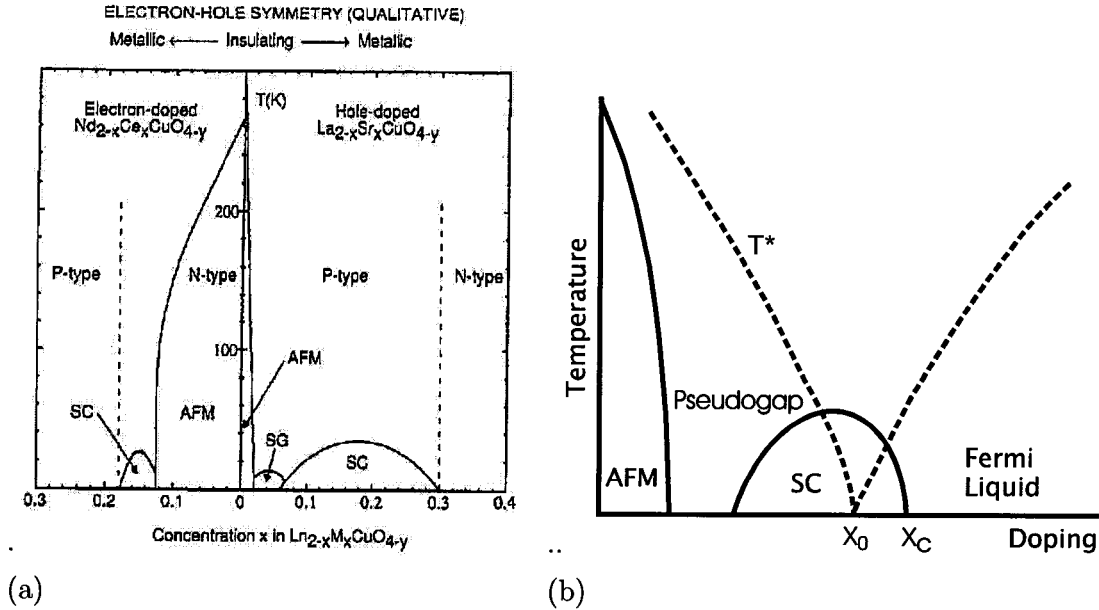 ELECTRON-HOLE SYMMETRY (QUALITATIVE)
Metallic ← Insulating → Metallic
T(K)
Electron-doped
Nd2-xCexCuO4-y
Hole-doped
La2-xSrxCuO4-y
200
P-type
N-type
P-type
N-type
100
AFM
SC
AFM
SG
SC
0.3
0.2
0.1
0
0.1
0.2
0.3
0.4
Concentration x in Ln2-xMxCuO4-y
.
(a)
Temperature
T*
Pseudogap
AFM
SC
Fermi
Liquid
X0
XC
Doping
..
(b)